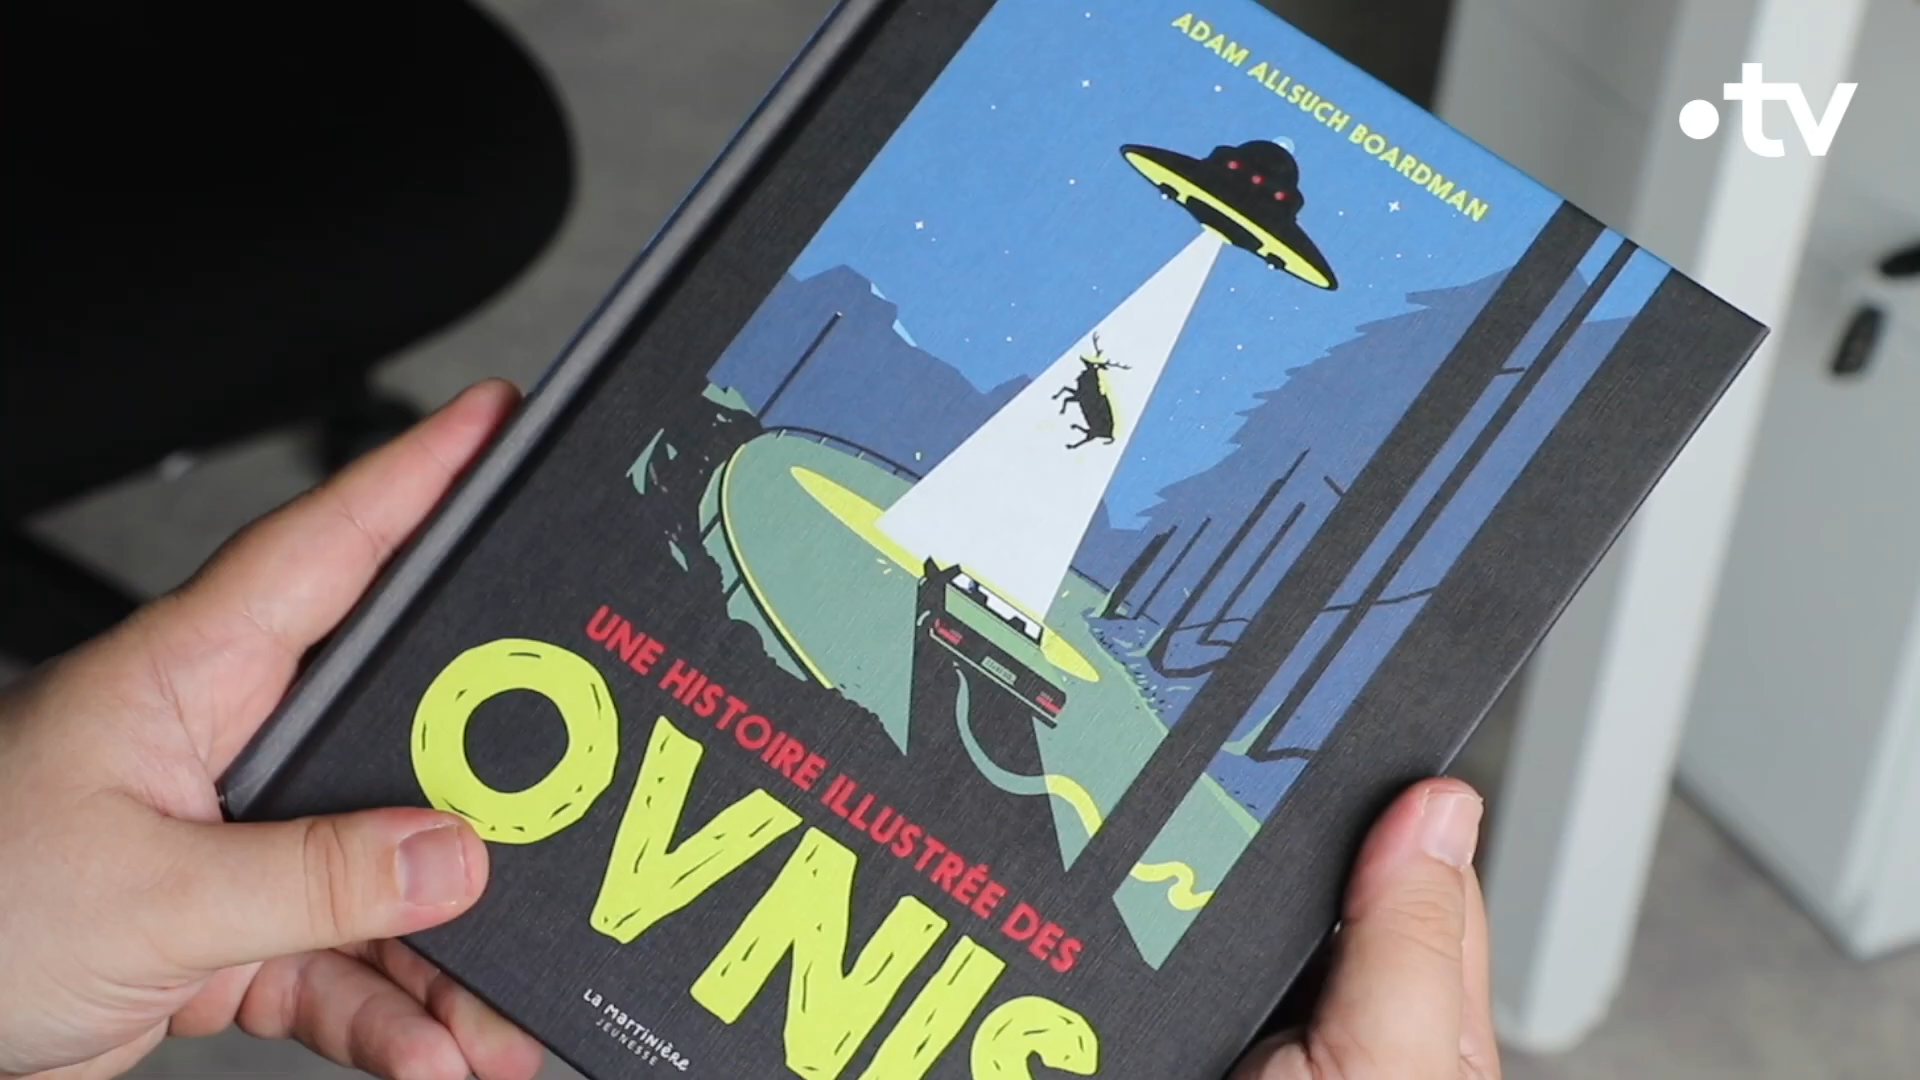 ADAM ALLSUCH BOARDMAN
.tv
UNE HISTOIRE ILLUSTRÉE DES
OVNIS
La Martinière
JEUNESSE